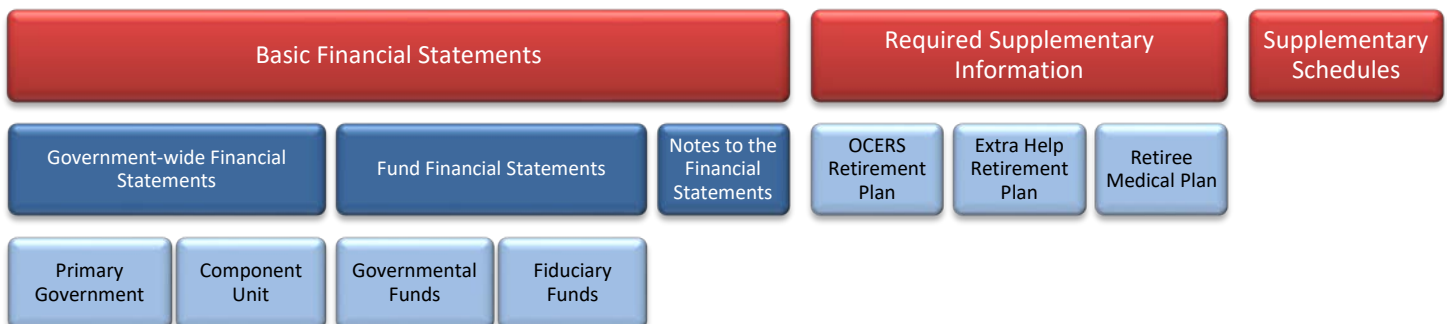 Basic Financial Statements
Required Supplementary
Information
Supplementary
Schedules
Government-wide Financial
Statements
Fund Financial Statements
Notes to the
Financial
Statements
OCERS
Retirement
Plan
Extra Help
Retirement
Plan
Retiree
Medical Plan
Primary
Government
Component
Unit
Governmental
Funds
Fiduciary
Funds